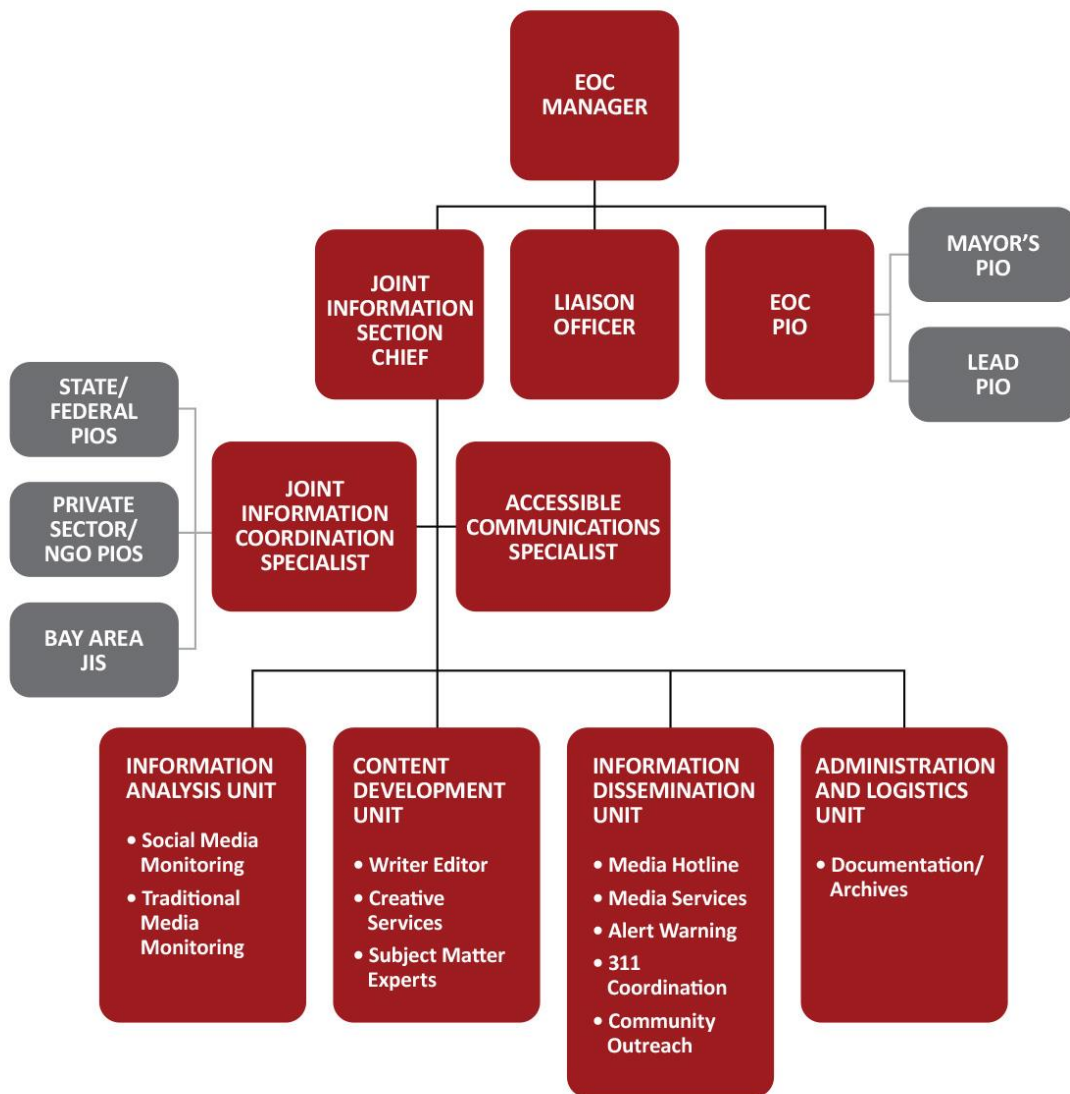 EOC
MANAGER
JOINT
INFORMATION
SECTION
CHIEF
LIAISON
OFFICER
EOC
PIO
MAYOR'S
PIO
LEAD
PIO
STATE/
FEDERAL
PIOS
PRIVATE
SECTOR/
NGO PIOS
BAY AREA
JIS
JOINT
INFORMATION
COORDINATION
SPECIALIST
ACCESSIBLE
COMMUNICATIONS
SPECIALIST
INFORMATION
ANALYSIS UNIT
• Social Media
Monitoring
• Traditional
Media
Monitoring
CONTENT
DEVELOPMENT
UNIT
• Writer Editor
• Creative
Services
• Subject Matter
Experts
INFORMATION
DISSEMINATION
UNIT
• Media Hotline
• Media Services
• Alert Warning
• 311
Coordination
• Community
Outreach
ADMINISTRATION
AND LOGISTICS
UNIT
• Documentation/
Archives